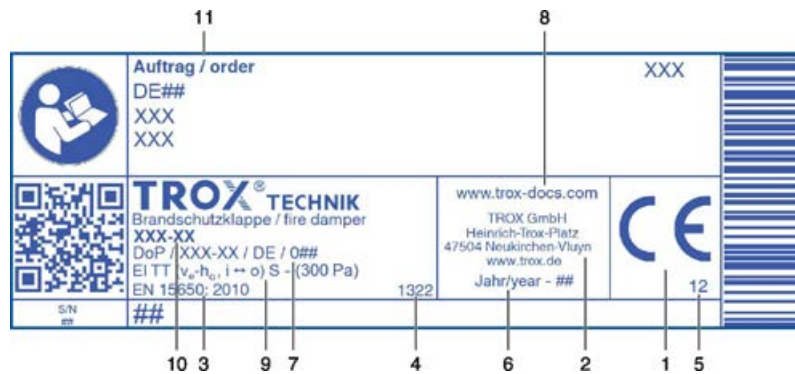 11
8
Auftrag / order
DE##
XXX
XXX
XXX
TROX® TECHNIK
Brandschutzklappe / fire damper
XXX-XX
DoP / XXX-XX / DE / 0##
EI TT (vₑ-hₒ, i ↔ o) S - (300 Pa)
EN 15650: 2010
1322
www.trox-docs.com
TROX GmbH
Heinrich-Trox-Platz
47504 Neukirchen-Vluyn
www.trox.de
Jahr/year - ##
CE
12
S/N
##
##
10 3 9 7 4 6 2 1 5